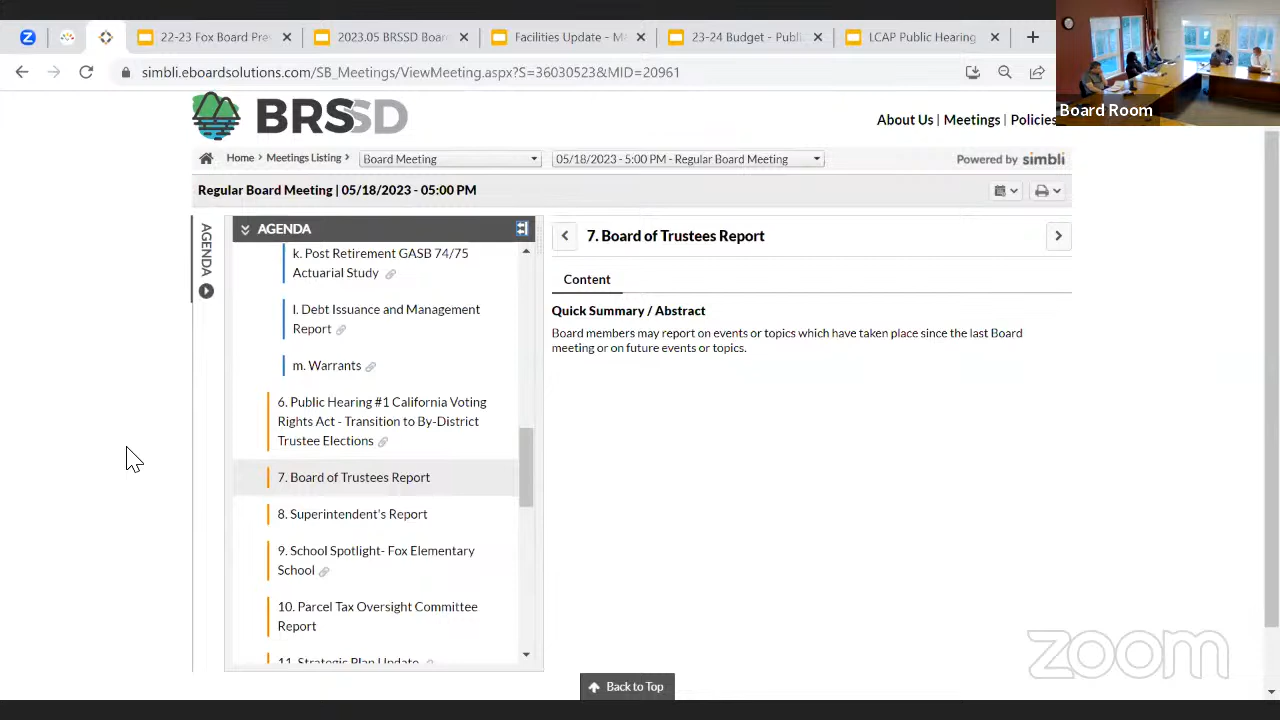 22-23 Fox Board Pre
2023.05 BRSSD Boar
Facilities Update - M
23-24 Budget - Publi
LCAP Public Hearing
simbli.eboardsolutions.com/SB_Meetings/ViewMeeting.aspx?S=36030523&MID=20961
Board Room
BRSSD
About Us | Meetings | Policies
Home > Meetings Listing >
Board Meeting
05/18/2023 - 5:00 PM - Regular Board Meeting
Powered by simbli
Regular Board Meeting | 05/18/2023 - 05:00 PM
AGENDA
AGENDA
k. Post Retirement GASB 74/75
Actuarial Study
l. Debt Issuance and Management
Report
m. Warrants
6. Public Hearing #1 California Voting
Rights Act - Transition to By-District
Trustee Elections
7. Board of Trustees Report
8. Superintendent's Report
9. School Spotlight- Fox Elementary
School
10. Parcel Tax Oversight Committee
Report
11. Strategic Plan Update
7. Board of Trustees Report
Content
Quick Summary / Abstract
Board members may report on events or topics which have taken place since the last Board
meeting or on future events or topics.
Back to Top
zoom